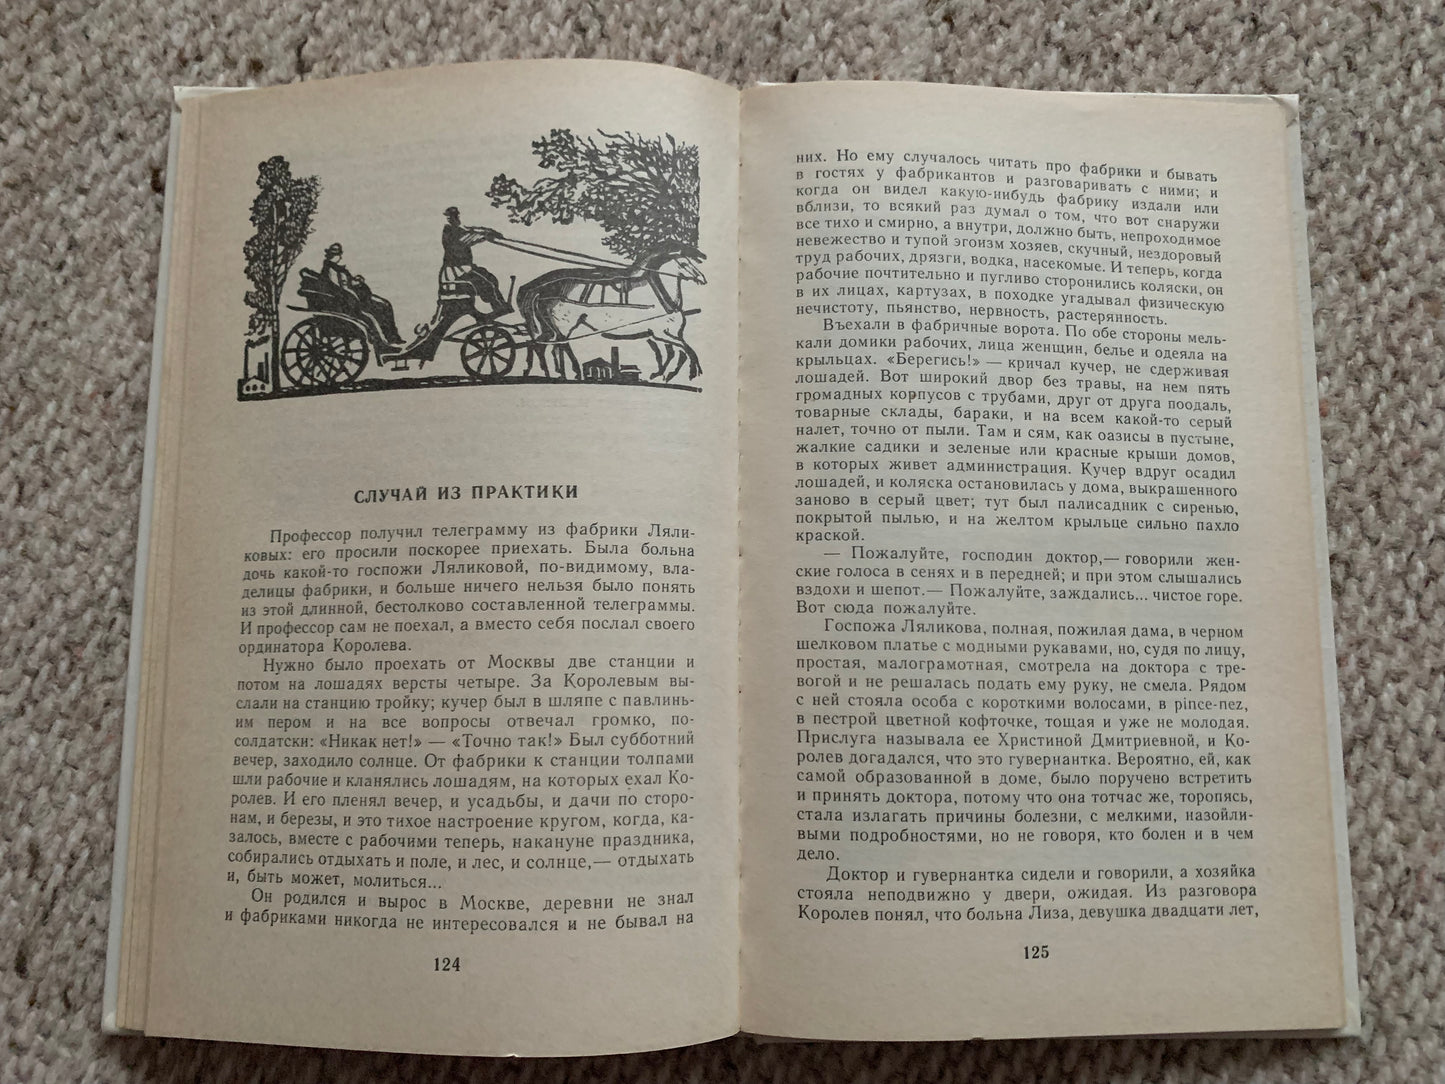 СЛУЧАЙ ИЗ ПРАКТИКИ
Профессор получил телеграмму из фабрики Ляли-
ковых: его просили поскорее приехать. Была больна
дочь какой-то госпожи Ляликовой, по-видимому, вла-
делицы фабрики, и больше ничего нельзя было понять
из этой длинной, бестолково составленной телеграммы.
И профессор сам не поехал, а вместо себя послал своего
ординатора Королева.
Нужно было проехать от Москвы две станции и
потом на лошадях версты четыре. За Королевым вы-
слали на станцию тройку; кучер был в шляпе с павлинь-
им пером и на все вопросы отвечал громко, по-
солдатски: «Никак нет!» — «Точно так!» Был субботний
вечер, заходило солнце. От фабрики к станции толпами
шли рабочие и кланялись лошадям, на которых ехал Ко-
ролев. И его пленял вечер, и усадьбы, и дачи по сторо-
нам, и березы, и это тихое настроение кругом, когда, ка-
залось, вместе с рабочими теперь, накануне праздника,
собирались отдыхать и поле, и лес, и солнце,— отдыхать
и, быть может, молиться...
Он родился и вырос в Москве, деревни не знал
и фабриками никогда не интересовался и не бывал на
124
них. Но ему случалось читать про фабрики и бывать
в гостях у фабрикантов и разговаривать с ними; и
когда он видел какую-нибудь фабрику издали или
вблизи, то всякий раз думал о том, что вот снаружи
все тихо и смирно, а внутри, должно быть, непроходимое
невежество и тупой эгоизм хозяев, скучный, нездоровый
труд рабочих, дрязги, водка, насекомые. И теперь, когда
рабочие почтительно и пугливо сторонились коляски, он
в их лицах, картузах, в походке угадывал физическую
нечистоту, пьянство, нервность, растерянность.
Въехали в фабричные ворота. По обе стороны мель-
кали домики рабочих, лица женщин, белье и одеяла на
крыльцах. «Берегись!» — кричал кучер, не сдерживая
лошадей. Вот широкий двор без травы, на нем пять
громадных корпусов с трубами, друг от друга поодаль,
товарные склады, бараки, и на всем какой-то серый
налет, точно от пыли. Там и сям, как оазисы в пустыне,
жалкие садики и зеленые или красные крыши домов,
в которых живет администрация. Кучер вдруг осадил
лошадей, и коляска остановилась у дома, выкрашенного
заново в серый цвет; тут был палисадник с сиренью,
покрытой пылью, и на желтом крыльце сильно пахло
краской.
— Пожалуйте, господин доктор,— говорили жен-
ские голоса в сенях и в передней; и при этом слышались
вздохи и шепот.— Пожалуйте, заждались... чистое горе.
Вот сюда пожалуйте.
Госпожа Ляликова, полная, пожилая дама, в черном
шелковом платье с модными рукавами, но, судя по лицу,
простая, малограмотная, смотрела на доктора с тре-
вогой и не решалась подать ему руку, не смела. Рядом
с ней стояла особа с короткими волосами, в pince-nez,
в пестрой цветной кофточке, тощая и уже не молодая.
Прислуга называла ее Христиной Дмитриевной, и Ко-
ролев догадался, что это гувернантка. Вероятно, ей, как
самой образованной в доме, было поручено встретить
и принять доктора, потому что она тотчас же, торопясь,
стала излагать причины болезни, с мелкими, назойли-
выми подробностями, но не говоря, кто болен и в чем
дело.
Доктор и гувернантка сидели и говорили, а хозяйка
стояла неподвижно у двери, ожидая. Из разговора
Королев понял, что больна Лиза, девушка двадцати лет,
125